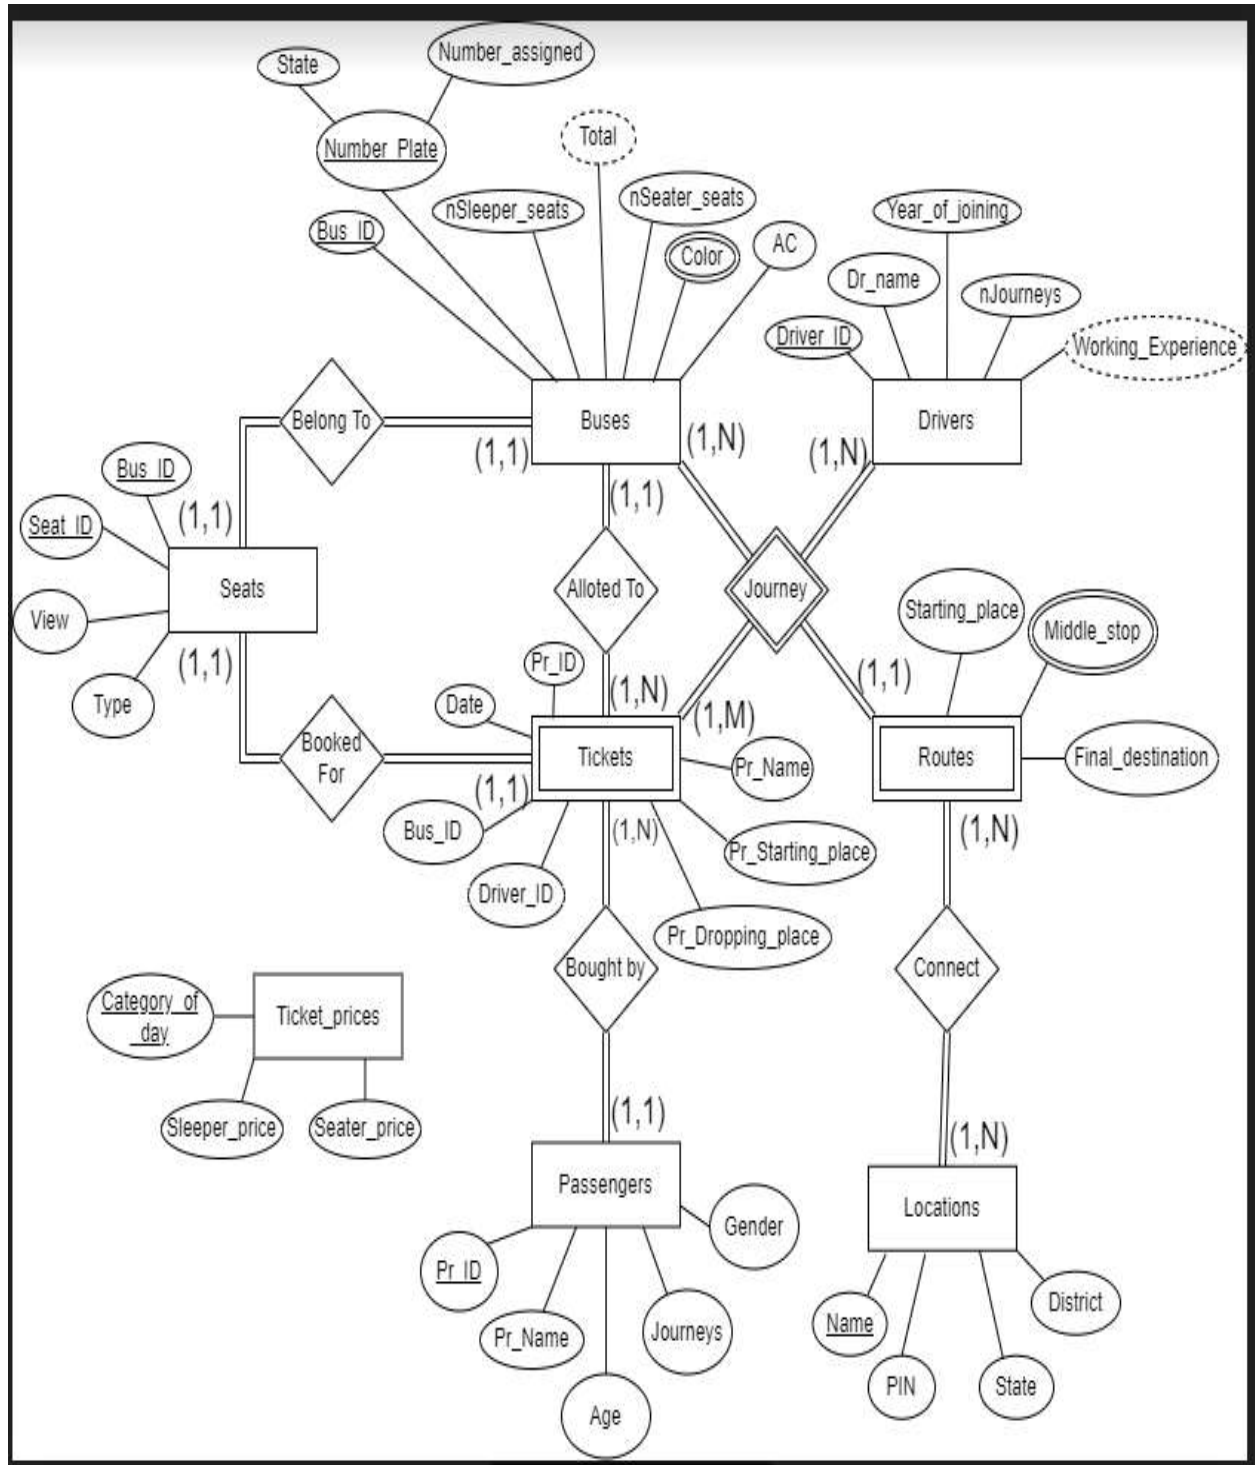 Number_assigned
State
Total
Number_Plate
nSeater_seats
nSleeper_seats
Year_of_joining
Bus_ID
AC
Color
Dr_name
nJourneys
Driver_ID
Working_Experience
Belong To
Buses
Drivers
(1,1)
(1,N)
(1,N)
Bus_ID
(1,1)
(1,1)
Seat_ID
Seats
Alloted To
Journey
View
Starting_place
Middle_stop
(1,1)
Pr_ID
(1,1)
Type
Date
(1,N)
(1,M)
Booked
For
Tickets
Routes
Pr_Name
Final_destination
(1,1)
Bus_ID
(1,N)
(1,N)
Pr_Starting_place
Driver_ID
Pr_Dropping_place
Bought by
Connect
Category_of
_day
Ticket_prices
Sleeper_price
Seater_price
(1,1)
(1,N)
Passengers
Locations
Gender
Pr_ID
District
Name
Pr_Name
Journeys
PIN
State
Age